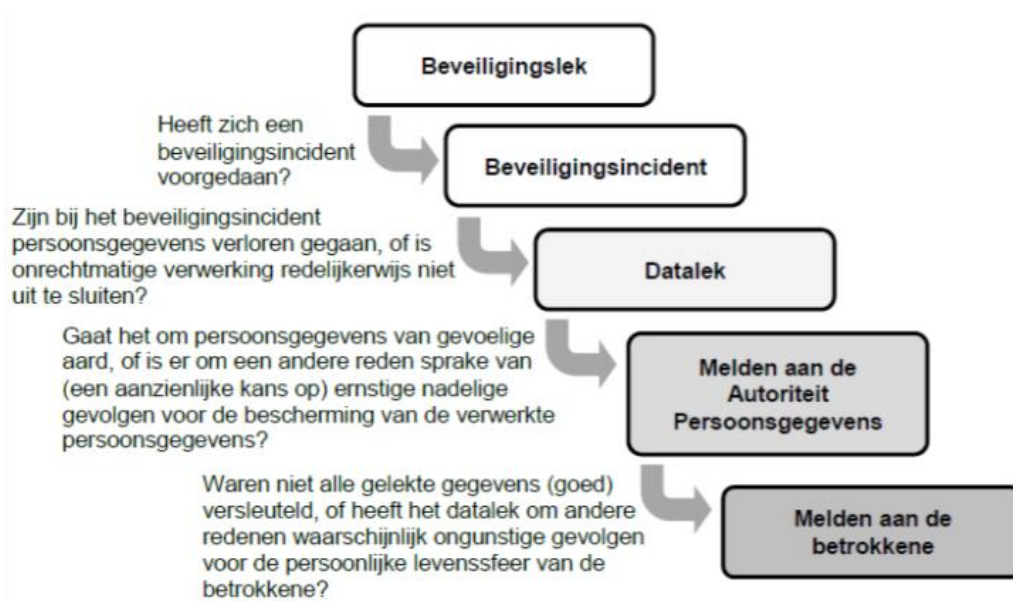 Beveiligingslek
Heeft zich een
beveiligingsincident
voorgedaan?
Beveiligingsincident
Zijn bij het beveiligingsincident
persoonsgegevens verloren gegaan, of is
onrechtmatige verwerking redelijkerwijs niet
uit te sluiten?
Datalek
Gaat het om persoonsgegevens van gevoelige
aard, of is er om een andere reden sprake van
(een aanzienlijke kans op) ernstige nadelige
gevolgen voor de bescherming van de verwerkte
persoonsgegevens?
Melden aan de
Autoriteit
Persoonsgegevens
Waren niet alle gelekte gegevens (goed)
versleuteld, of heeft het datalek om andere
redenen waarschijnlijk ongunstige gevolgen
voor de persoonlijke levenssfeer van de
betrokkene?
Melden aan de
betrokkene